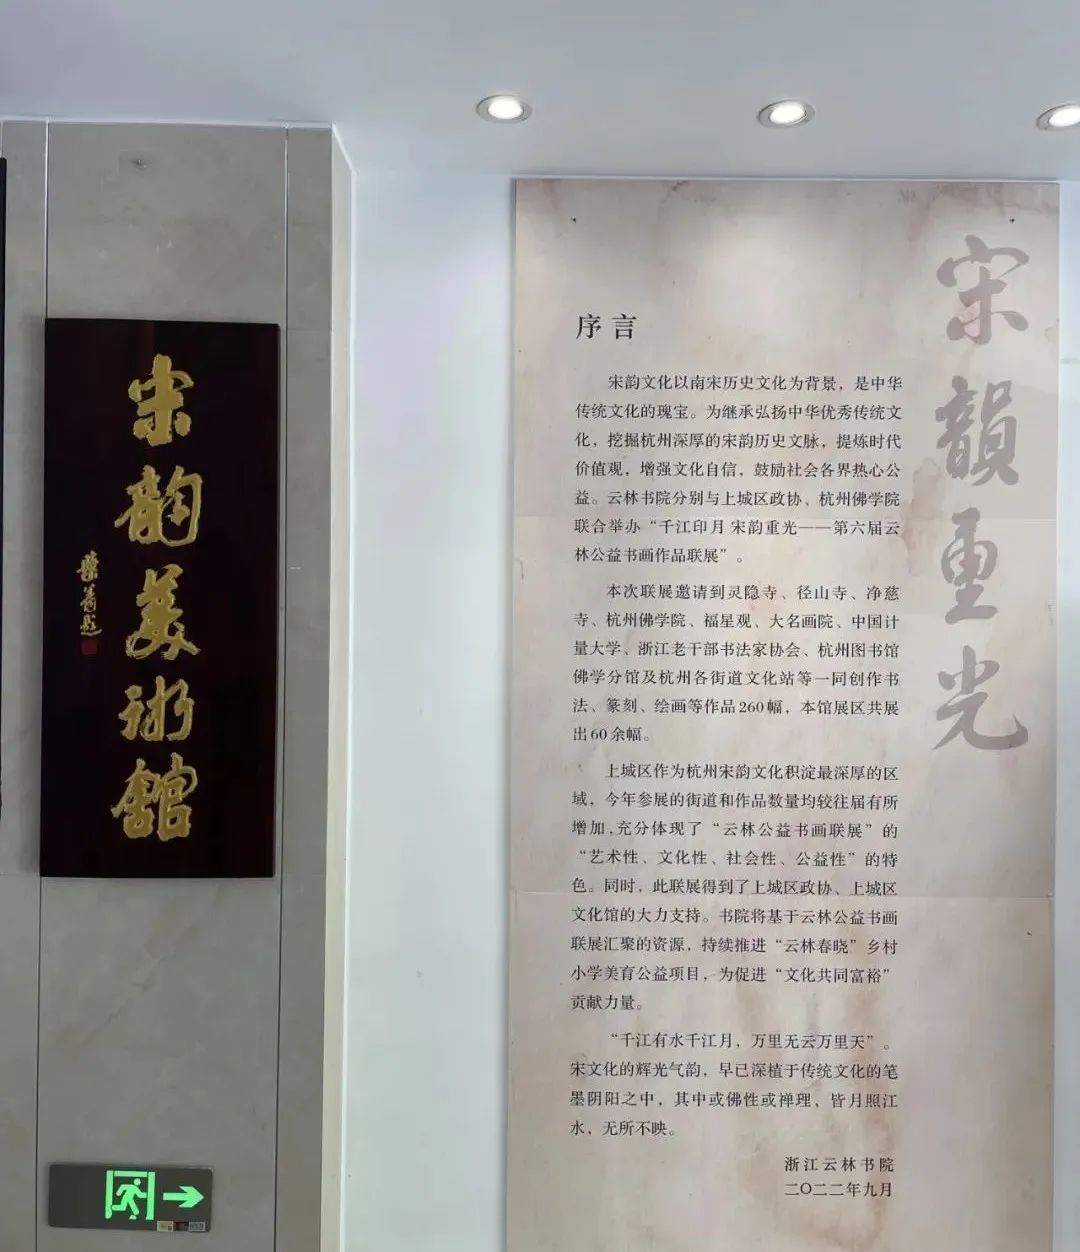 宋韵美术馆
序言
宋韵文化以南宋历史文化为背景，是中华
传统文化的瑰宝。为继承弘扬中华优秀传统文
化，挖掘杭州深厚的宋韵历史文脉，提炼时代
价值观，增强文化自信，鼓励社会各界热心公
益。云林书院分别与上城区政协、杭州佛学院
联合举办“千江印月 宋韵重光——第六届云
林公益书画作品联展”。
本次联展邀请到灵隐寺、径山寺、净慈
寺、杭州佛学院、福星观、大名画院、中国计
量大学、浙江老干部书法家协会、杭州图书馆
佛学分馆及杭州各街道文化站等一同创作书
法、篆刻、绘画等作品260幅，本馆展区共展
出60余幅。
上城区作为杭州宋韵文化积淀最深厚的区
域，今年参展的街道和作品数量均较往届有所
增加,充分体现了“云林公益书画联展”的
“艺术性、文化性、社会性、公益性”的特
色。同时，此联展得到了上城区政协、上城区
文化馆的大力支持。书院将基于云林公益书画
联展汇聚的资源，持续推进“云林春晓”乡村
小学美育公益项目，为促进“文化共同富裕”
贡献力量。
“千江有水千江月，万里无云万里天”。
宋文化的辉光气韵，早已深植于传统文化的笔
墨阴阳之中，其中或佛性或禅理，皆月照江
水，无所不映。
浙江云林书院
二〇二二年九月
宋韻重光